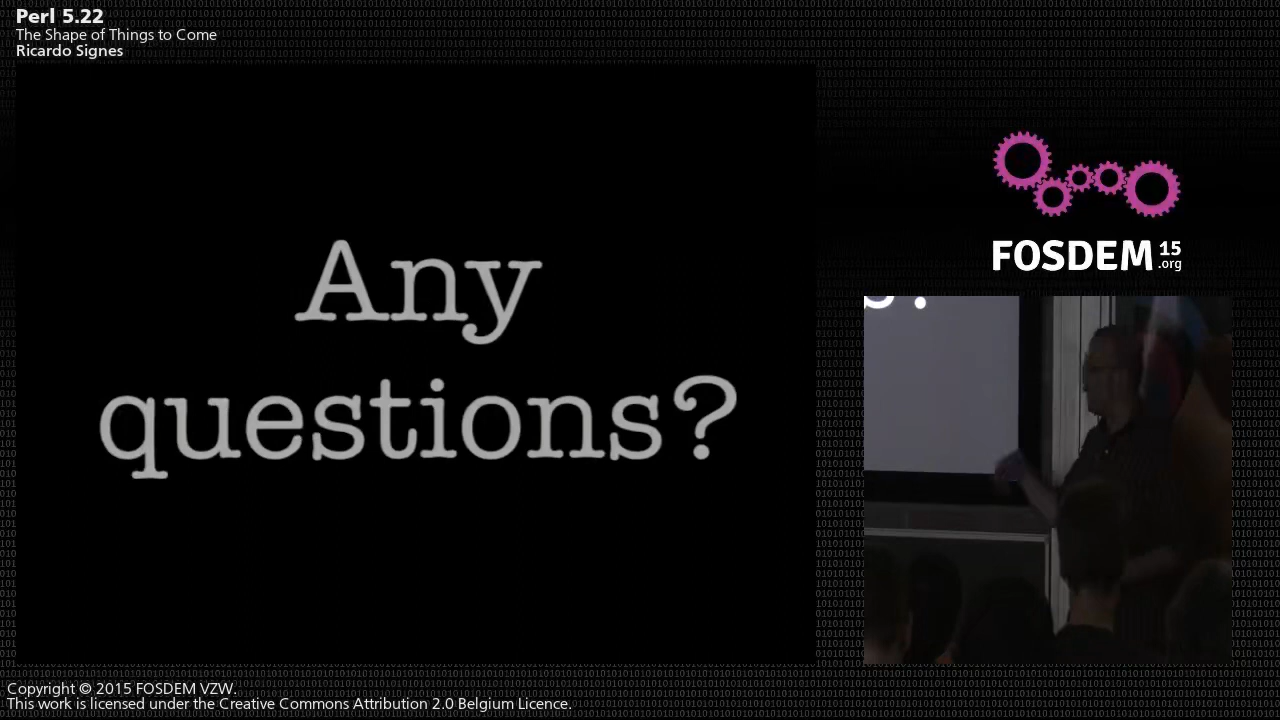 Perl 5.22
The Shape of Things to Come
Ricardo Signes
Any
questions?
FOSDEM 15
.org
Copyright © 2015 FOSDEM VZW.
This work is licensed under the Creative Commons Attribution 2.0 Belgium Licence.